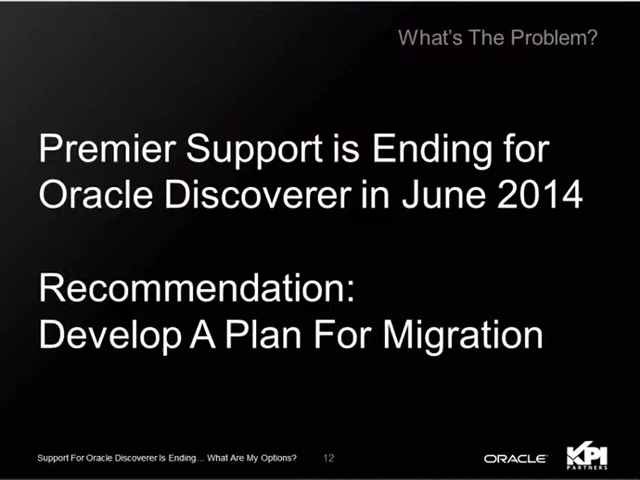 What's The Problem?
Premier Support is Ending for
Oracle Discoverer in June 2014
Recommendation:
Develop A Plan For Migration
Support For Oracle Discoverer Is Ending... What Are My Options?
12
ORACLE
KPI
PARTNERS